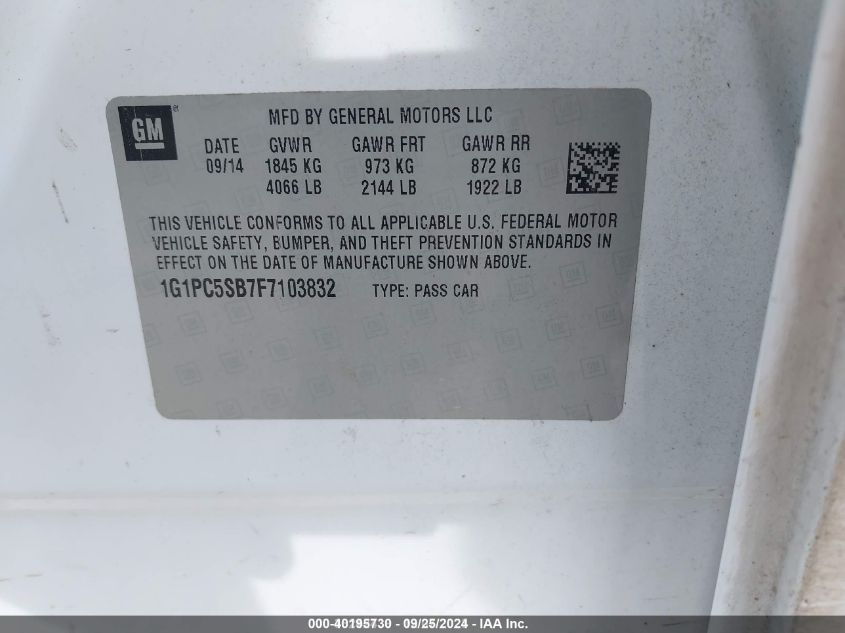 GM
MFD BY GENERAL MOTORS LLC
DATE GVWR GAWR FRT GAWR RR
09/14 1845 KG 973 KG 872 KG
4066 LB 2144 LB 1922 LB
THIS VEHICLE CONFORMS TO ALL APPLICABLE U.S. FEDERAL MOTOR
VEHICLE SAFETY, BUMPER, AND THEFT PREVENTION STANDARDS IN
EFFECT ON THE DATE OF MANUFACTURE SHOWN ABOVE.
1G1PC5SB7F7103832 TYPE: PASS CAR
000-40195730 - 09/25/2024 - IAA Inc.